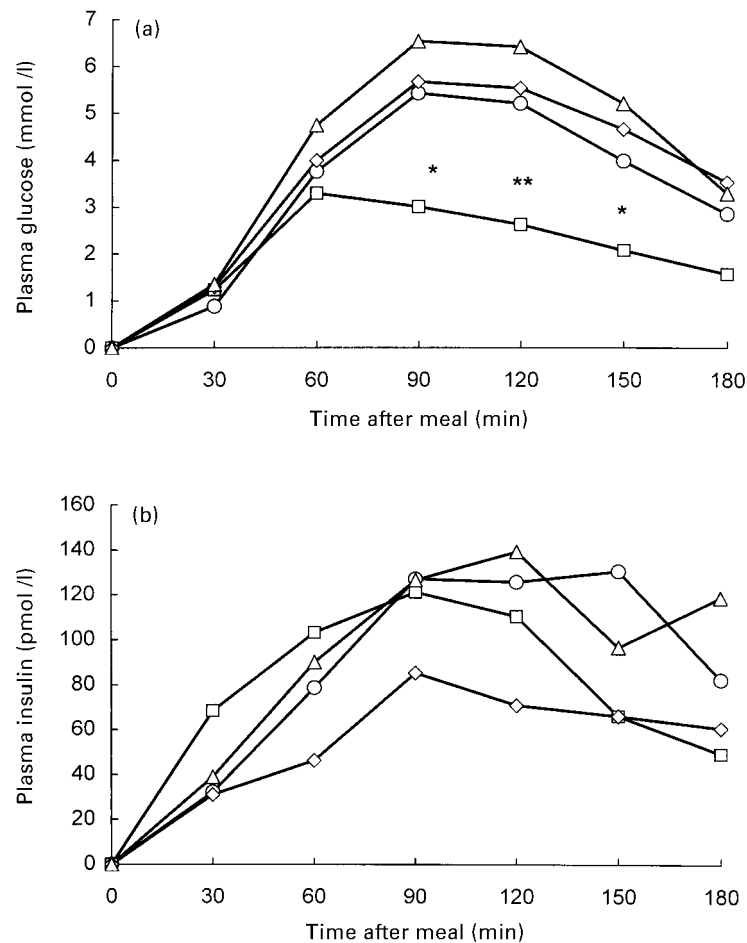 (a)
Plasma glucose (mmol /l)
7
6
5
4
3
2
1
0
* ** *
0 30 60 90 120 150 180
Time after meal (min)
(b)
Plasma insulin (pmol /l)
160
140
120
100
80
60
40
20
0
0 30 60 90 120 150 180
Time after meal (min)